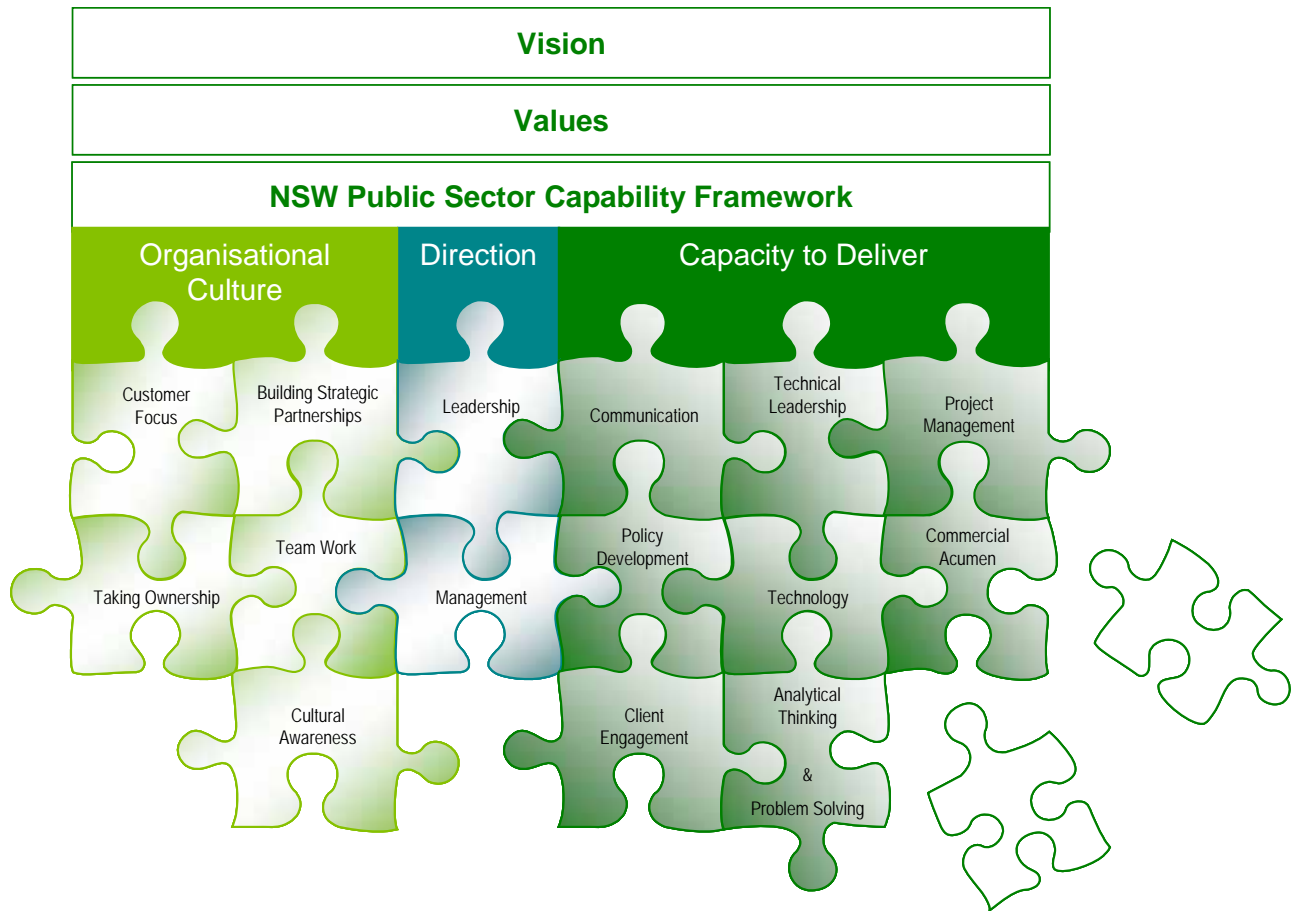 Vision
Values
NSW Public Sector Capability Framework
Organisational
Culture
Direction
Capacity to Deliver
Customer
Focus
Building Strategic
Partnerships
Leadership
Communication
Technical
Leadership
Project
Management
Taking Ownership
Team Work
Management
Policy
Development
Technology
Commercial
Acumen
Cultural
Awareness
Client
Engagement
Analytical
Thinking
&
Problem Solving